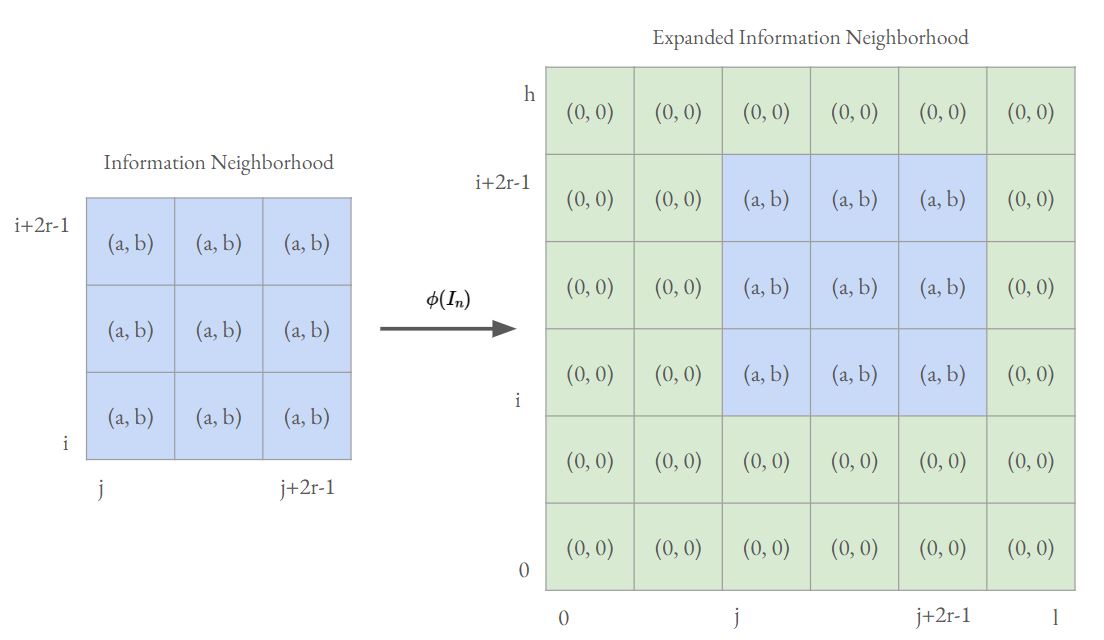 Expanded Information Neighborhood
h
(0, 0) (0, 0) (0, 0) (0, 0) (0, 0) (0, 0)
i+2r-1
(0, 0) (0, 0) (a, b) (a, b) (a, b) (0, 0)
(0, 0) (0, 0) (a, b) (a, b) (a, b) (0, 0)
(0, 0) (0, 0) (a, b) (a, b) (a, b) (0, 0)
i
(0, 0) (0, 0) (0, 0) (0, 0) (0, 0) (0, 0)
(0, 0) (0, 0) (0, 0) (0, 0) (0, 0) (0, 0)
0
0 j j+2r-1 l
Information Neighborhood
i+2r-1
(a, b) (a, b) (a, b)
(a, b) (a, b) (a, b)
(a, b) (a, b) (a, b)
i
j j+2r-1
ϕ(Iₙ)